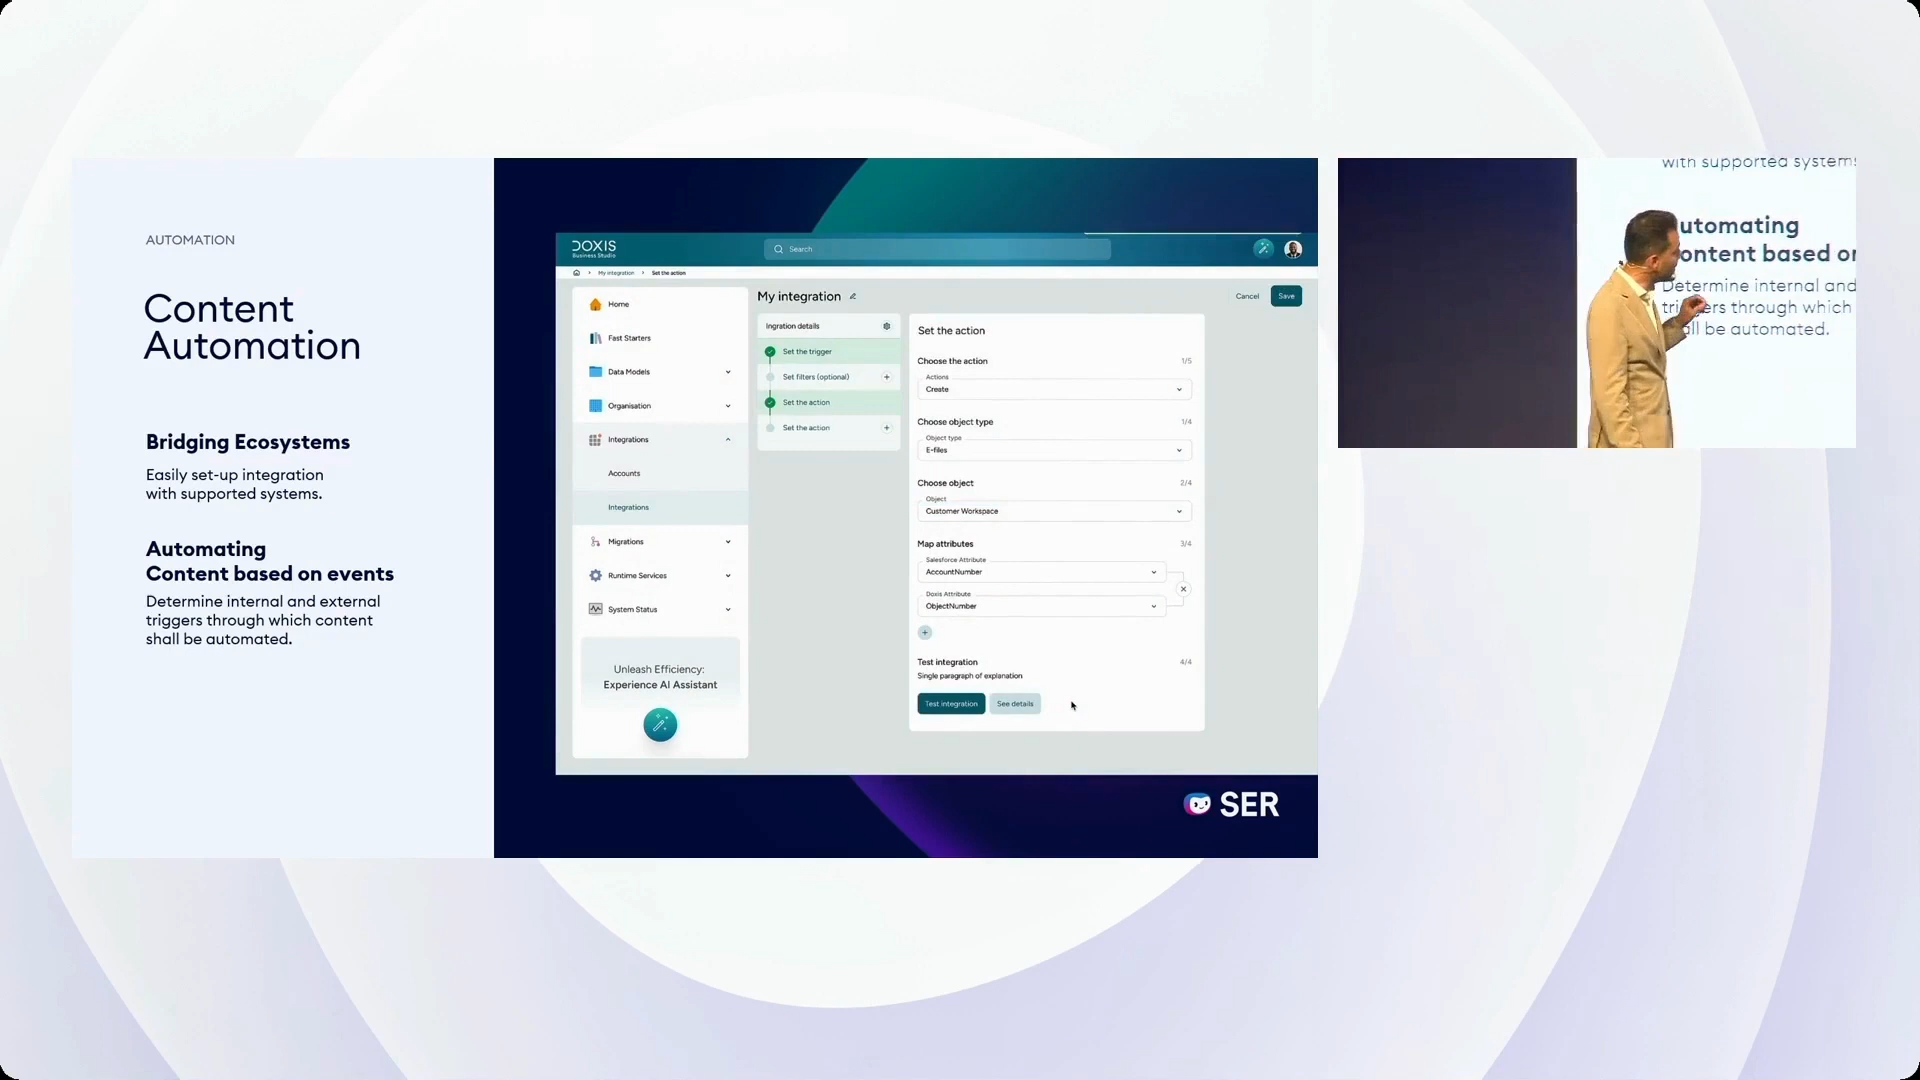 AUTOMATION
Content
Automation
Bridging Ecosystems
Easily set-up integration
with supported systems.
Automating
Content based on events
Determine internal and external
triggers through which content
shall be automated.
DOXIS
Business Studio
Search
My integration
Set the action
Home
Fast Starters
Data Models
Organisation
Integrations
Accounts
Integrations
Migrations
Runtime Services
System Status
Unleash Efficiency:
Experience AI Assistant
My integration
Cancel
Save
Ingration details
Set the trigger
Set filters (optional)
Set the action
Set the action
Set the action
Choose the action 1/5
Actions
Create
Choose object type 1/4
Object type
E-files
Choose object 2/4
Object
Customer Workspace
Map attributes 3/4
Salesforce Attribute
AccountNumber
Doxis Attribute
ObjectNumber
Test integration 4/4
Single paragraph of explanation
Test integration
See details
SER
with supported systems
utomating
ontent based on
Determine internal and
through which
all be automated.